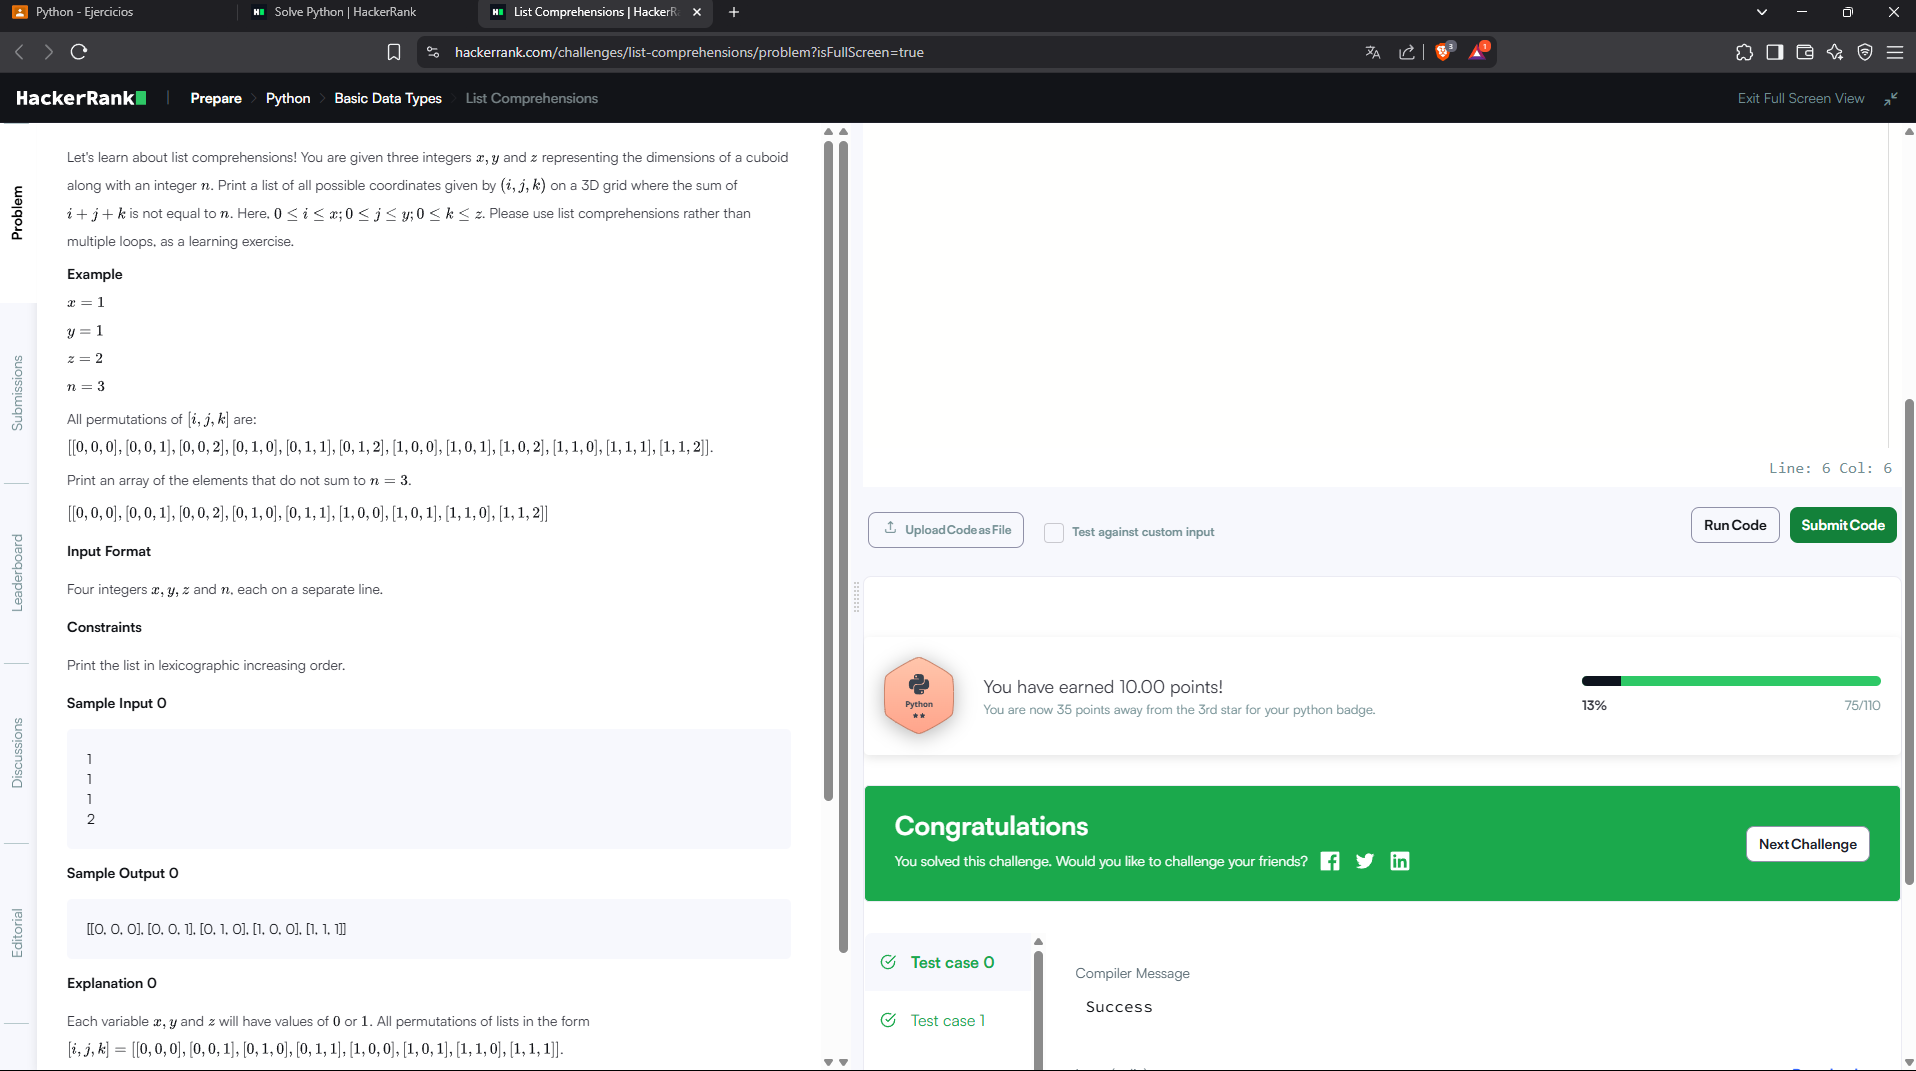 Python - Ejercicios
Solve Python | HackerRank
List Comprehensions | HackerR
hackerrank.com/challenges/list-comprehensions/problem?isFullScreen=true
3
1
HackerRank
Prepare
Python
Basic Data Types
List Comprehensions
Exit Full Screen View
Problem
Submissions
Leaderboard
Discussions
Editorial
Let's learn about list comprehensions! You are given three integers x, y and z representing the dimensions of a cuboid
along with an integer n. Print a list of all possible coordinates given by (i, j, k) on a 3D grid where the sum of
i + j + k is not equal to n. Here, 0 ≤ i ≤ x; 0 ≤ j ≤ y; 0 ≤ k ≤ z. Please use list comprehensions rather than
multiple loops, as a learning exercise.
Example
x = 1
y = 1
z = 2
n = 3
All permutations of [i, j, k] are:
[[0, 0, 0], [0, 0, 1], [0, 0, 2], [0, 1, 0], [0, 1, 1], [0, 1, 2], [1, 0, 0], [1, 0, 1], [1, 0, 2], [1, 1, 0], [1, 1, 1], [1, 1, 2]].
Print an array of the elements that do not sum to n = 3.
[[0, 0, 0], [0, 0, 1], [0, 0, 2], [0, 1, 0], [0, 1, 1], [1, 0, 0], [1, 0, 1], [1, 1, 0], [1, 1, 2]]
Input Format
Four integers x, y, z and n, each on a separate line.
Constraints
Print the list in lexicographic increasing order.
Sample Input 0
1
1
1
2
Sample Output 0
[[0, 0, 0], [0, 0, 1], [0, 1, 0], [1, 0, 0], [1, 1, 1]]
Explanation 0
Each variable x, y and z will have values of 0 or 1. All permutations of lists in the form
[i, j, k] = [[0, 0, 0], [0, 0, 1], [0, 1, 0], [0, 1, 1], [1, 0, 0], [1, 0, 1], [1, 1, 0], [1, 1, 1]].
Line: 6 Col: 6
Upload Code as File
Test against custom input
Run Code
Submit Code
Python
You have earned 10.00 points!
You are now 35 points away from the 3rd star for your python badge.
13%
75/110
Congratulations
You solved this challenge. Would you like to challenge your friends?
Next Challenge
Test case 0
Test case 1
Compiler Message
Success